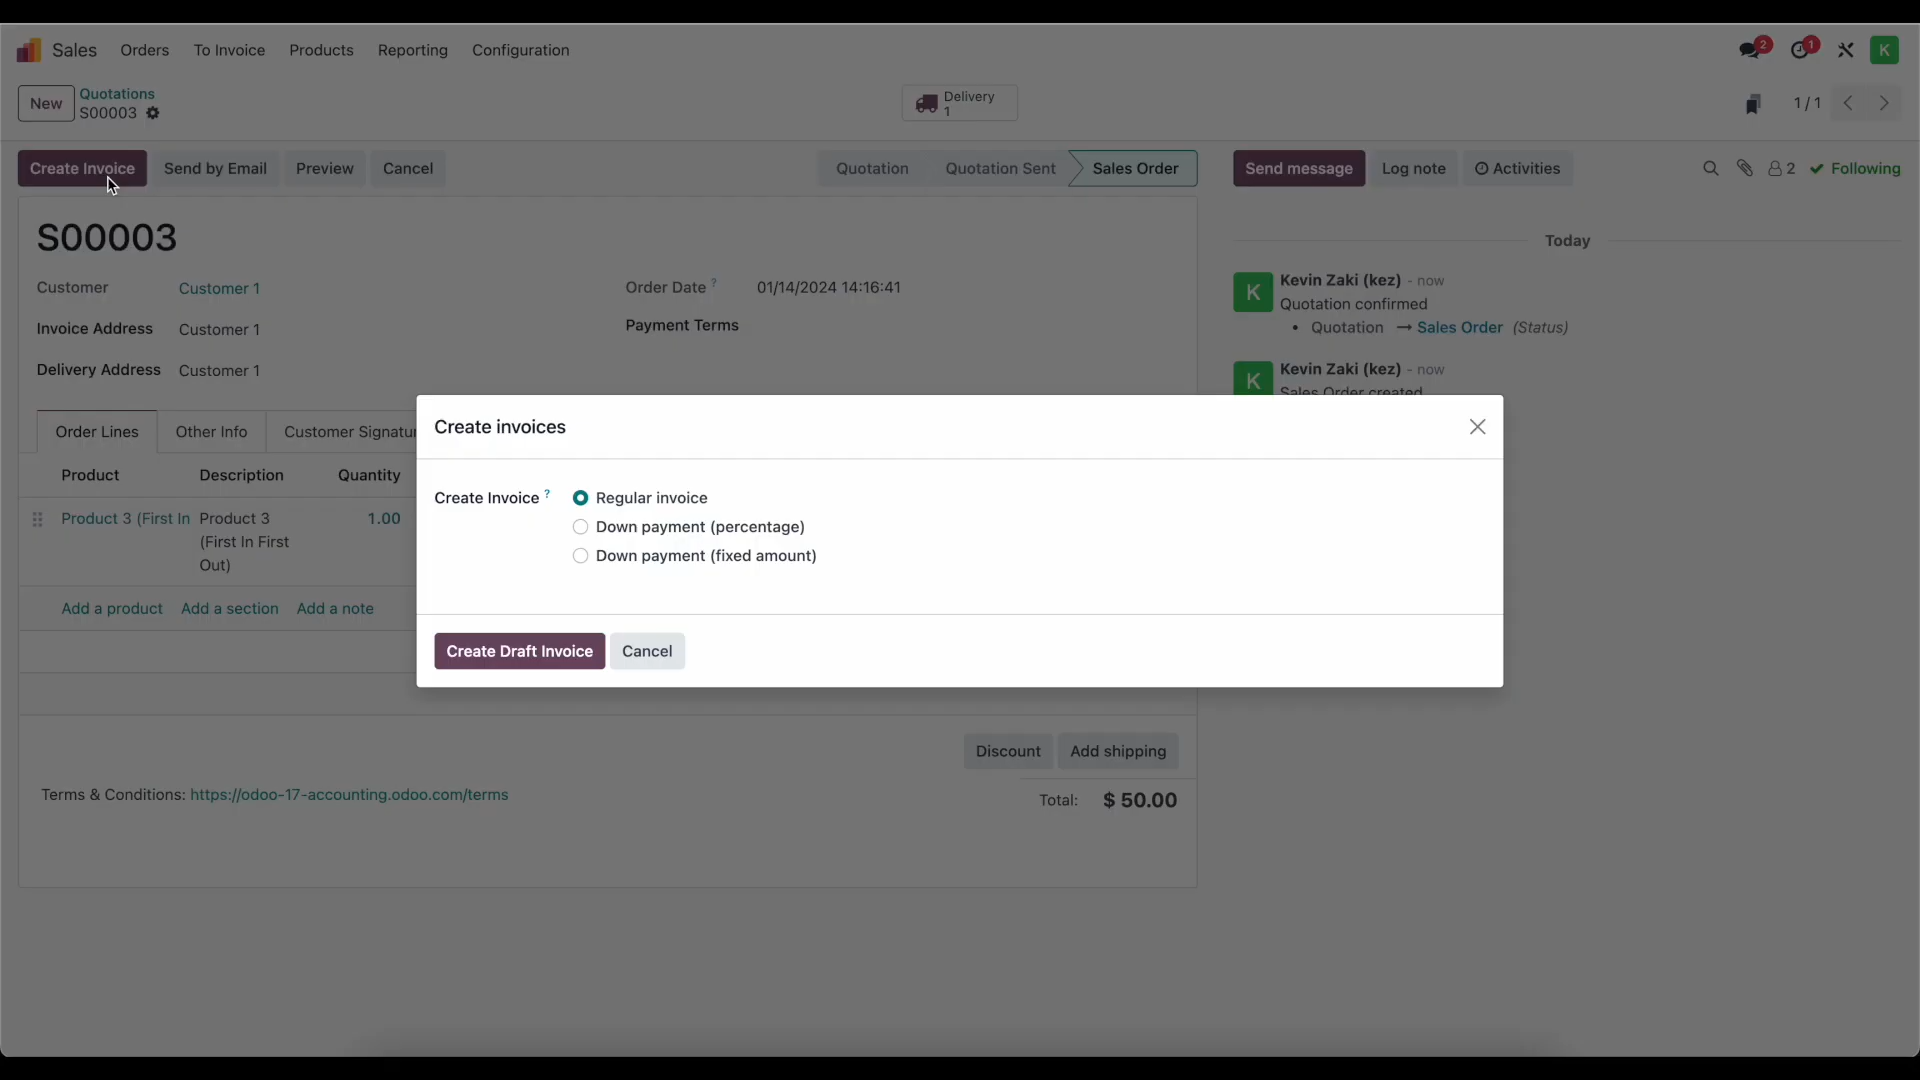 Sales Orders To Invoice Products Reporting Configuration 2 1 K
New Quotations
S00003
Delivery
1
1 / 1
Create Invoice Send by Email Preview Cancel Quotation Quotation Sent Sales Order Send message Log note Activities 2 Following
S00003
Today
Customer Customer 1
Order Date ? 01/14/2024 14:16:41
K Kevin Zaki (kez) - now
Quotation confirmed
• Quotation → Sales Order (Status)
Invoice Address Customer 1
Payment Terms
Delivery Address Customer 1
K Kevin Zaki (kez) - now
Sales Order created
Order Lines Other Info Customer Signatur
Product Description Quantity
Product 3 (First In Product 3
(First In First
Out)
1.00
Add a product Add a section Add a note
Create invoices
Create Invoice ? Regular invoice
Down payment (percentage)
Down payment (fixed amount)
Create Draft Invoice Cancel
Discount Add shipping
Terms & Conditions: https://odoo-17-accounting.odoo.com/terms
Total: $ 50.00